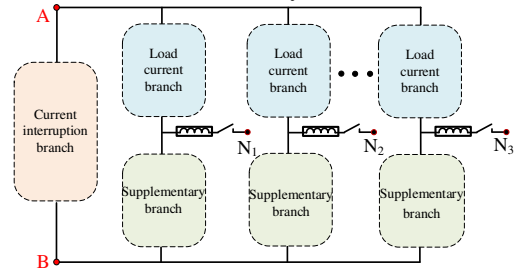 A
Load
current
branch
Load
current
branch
Load
current
branch
Current
interruption
branch
N1
N2
N3
Supplementary
branch
Supplementary
branch
Supplementary
branch
B